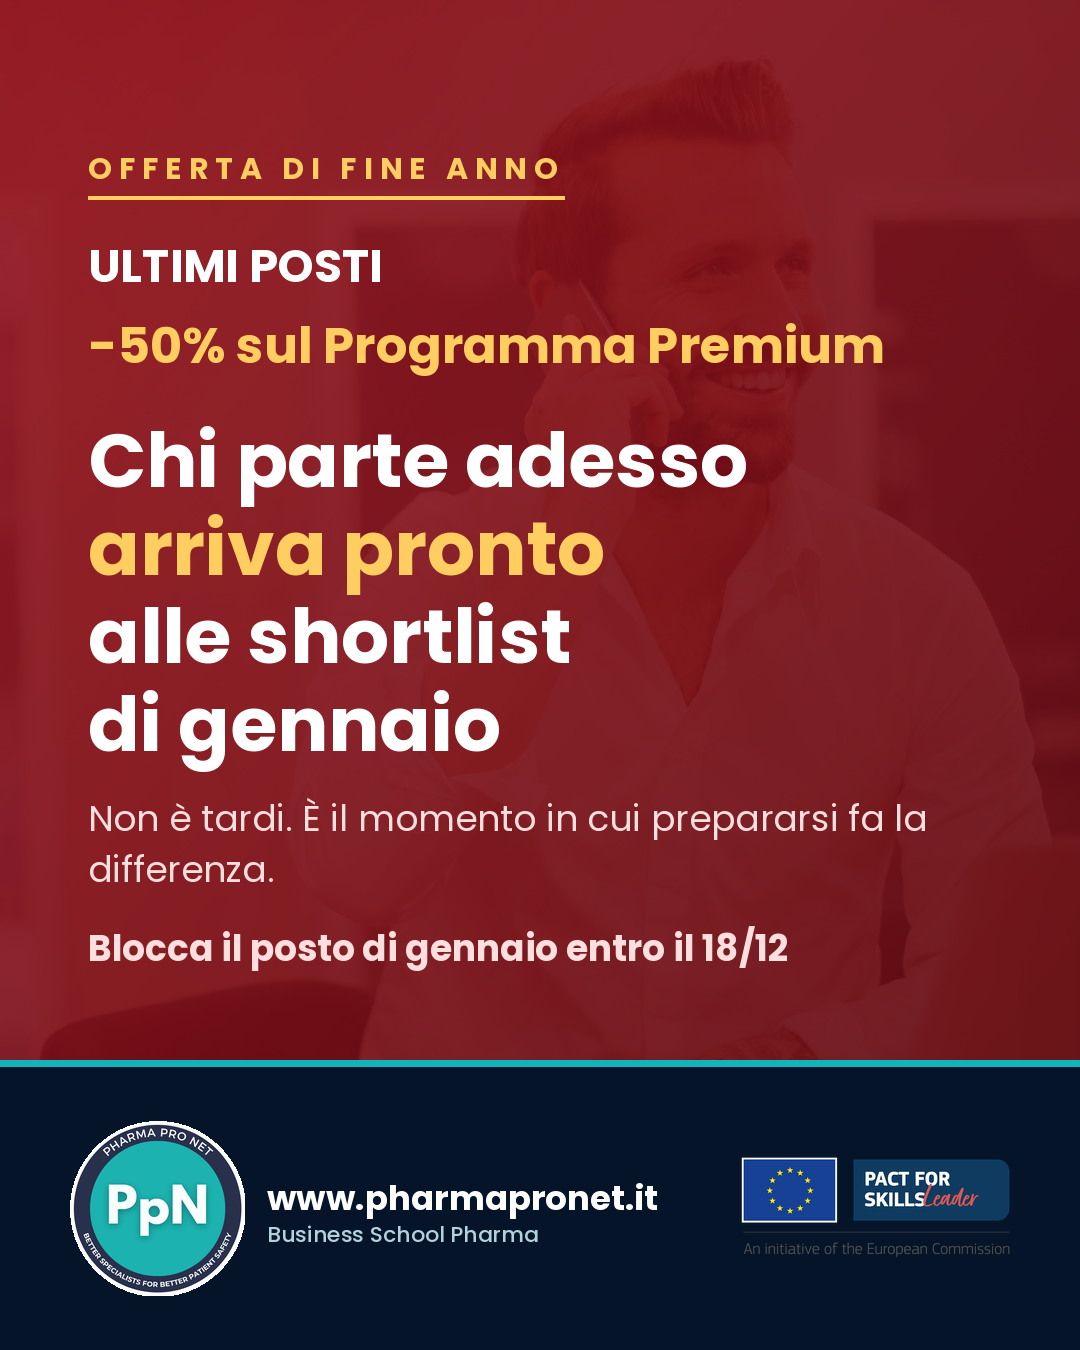 OFFERTA DI FINE ANNO
ULTIMI POSTI
-50% sul Programma Premium
Chi parte adesso
arriva pronto
alle shortlist
di gennaio
Non è tardi. È il momento in cui prepararsi fa la
differenza.
Blocca il posto di gennaio entro il 18/12
PHARMA PRO NET
PpN
BETTER SPECIALISTS FOR BETTER PATIENT SAFETY
www.pharmapronet.it
Business School Pharma
PACT FOR
SKILLS Leader
An initiative of the European Commission